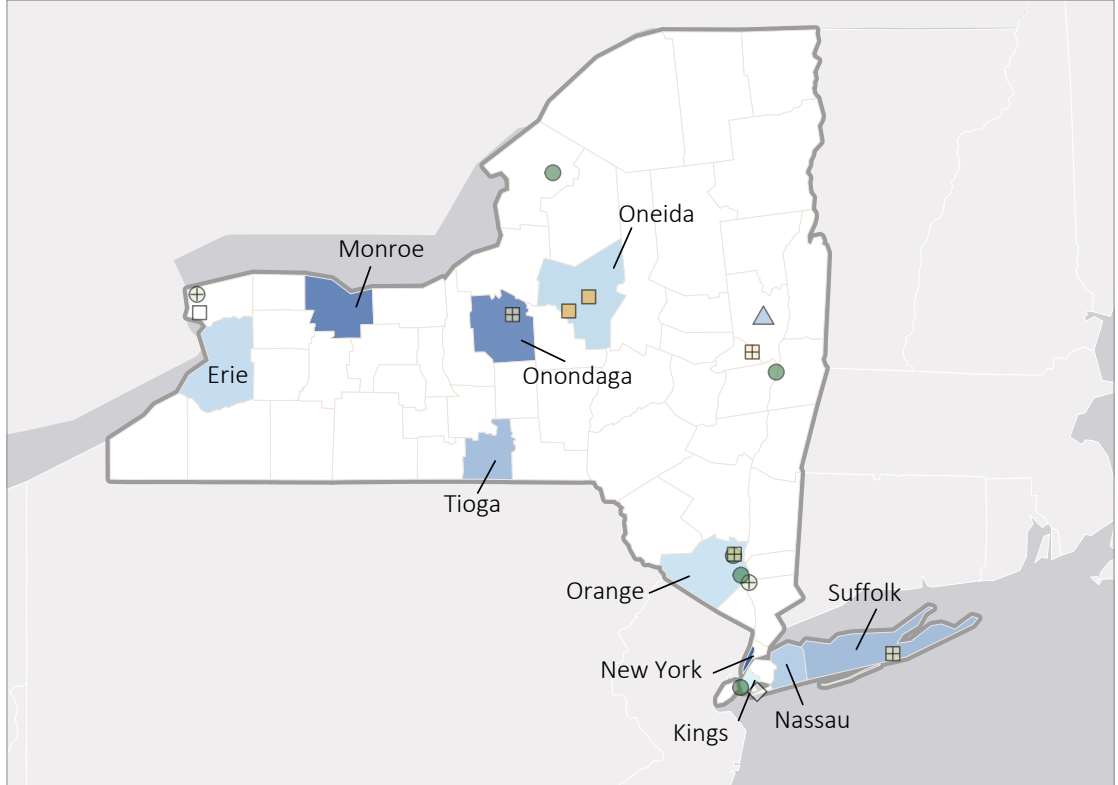 Oneida
Monroe
Erie
Onondaga
Tioga
Orange
Suffolk
New York
Nassau
Kings